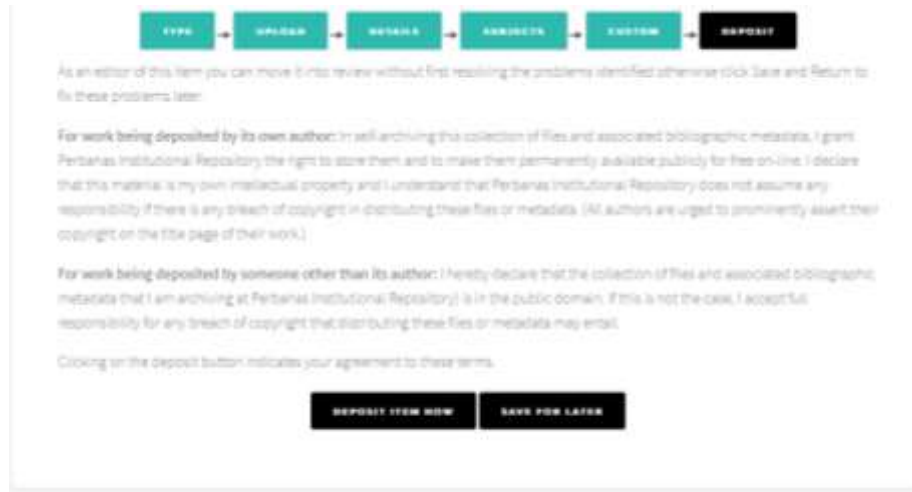 TYPE → UPLOAD → DETAILS → SUBJECTS → CUSTOM → DEPOSIT
As an editor of this item you can move it into review without first resolving the problems identified otherwise click Save and Return to
fix these problems later.
For work being deposited by its own author: In self-archiving this collection of files and associated bibliographic metadata, I grant
Perbanas Institutional Repository the right to store them and to make them permanently available publicly for free on-line. I declare
that this material is my own intellectual property and I understand that Perbanas Institutional Repository does not assume any
responsibility if there is any breach of copyright in distributing these files or metadata. (All authors are urged to prominently assert their
copyright on the title page of their work.)
For work being deposited by someone other than its author: I hereby declare that the collection of files and associated bibliographic
metadata that I am archiving at Perbanas Institutional Repository) is in the public domain. If this is not the case, I accept full
responsibility for any breach of copyright that distributing these files or metadata may entail.
Clicking on the deposit button indicates your agreement to these terms.
DEPOSIT ITEM NOW SAVE FOR LATER